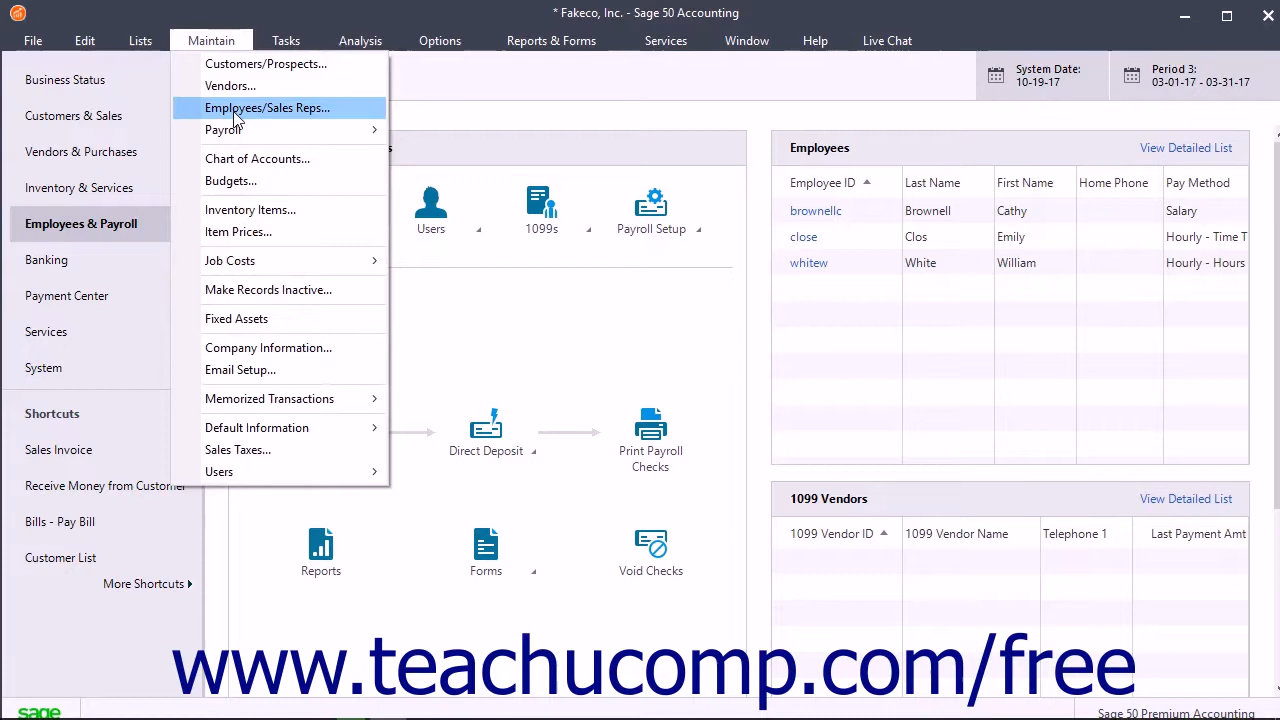 * Fakeco, Inc. - Sage 50 Accounting
File Edit Lists Maintain Tasks Analysis Options Reports & Forms Services Window Help Live Chat
System Date:
10-19-17
Period 3:
03-01-17 - 03-31-17
Business Status
Customers & Sales
Vendors & Purchases
Inventory & Services
Employees & Payroll
Banking
Payment Center
Services
System
Shortcuts
Sales Invoice
Receive Money from Customer
Bills - Pay Bill
Customer List
More Shortcuts
Customers/Prospects...
Vendors...
Employees/Sales Reps...
Payroll
Chart of Accounts...
Budgets...
Inventory Items...
Item Prices...
Job Costs
Make Records Inactive...
Fixed Assets
Company Information...
Email Setup...
Memorized Transactions
Default Information
Sales Taxes...
Users
Users
1099s
Payroll Setup
Direct Deposit
Print Payroll
Checks
Reports
Forms
Void Checks
Employees View Detailed List
Employee ID Last Name First Name Home Phone Pay Method
brownellc Brownell Cathy Salary
close Clos Emily Hourly - Time T
whitew White William Hourly - Hours
1099 Vendors View Detailed List
1099 Vendor ID 1099 Vendor Name Telephone 1 Last Payment Amt
www.teachucomp.com/free
sage
Sage 50 Premium Accounting